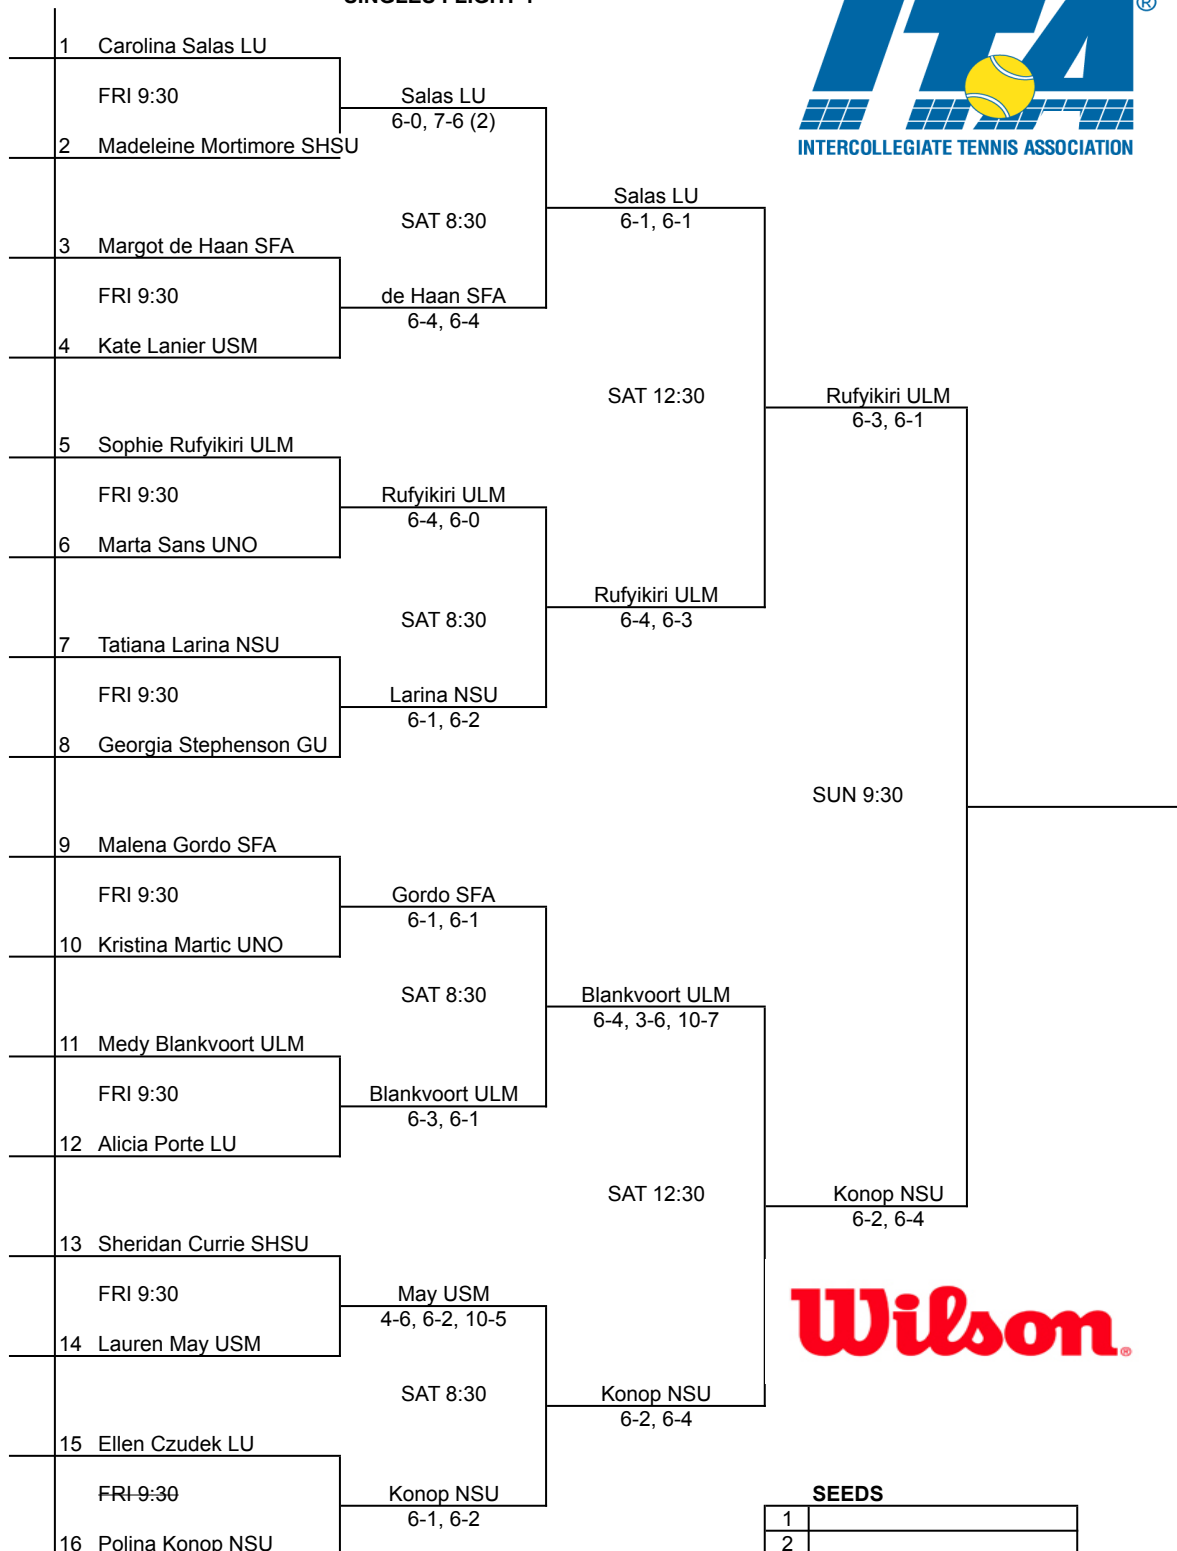 SINGLES FLIGHT 1
®
ITA
INTERCOLLEGIATE TENNIS ASSOCIATION
1 Carolina Salas LU
FRI 9:30
Salas LU
6-0, 7-6 (2)
2 Madeleine Mortimore SHSU
SAT 8:30
Salas LU
6-1, 6-1
3 Margot de Haan SFA
FRI 9:30
de Haan SFA
6-4, 6-4
4 Kate Lanier USM
SAT 12:30
Rufyikiri ULM
6-3, 6-1
5 Sophie Rufyikiri ULM
FRI 9:30
Rufyikiri ULM
6-4, 6-0
6 Marta Sans UNO
SAT 8:30
Rufyikiri ULM
6-4, 6-3
7 Tatiana Larina NSU
FRI 9:30
Larina NSU
6-1, 6-2
8 Georgia Stephenson GU
SUN 9:30
9 Malena Gordo SFA
FRI 9:30
Gordo SFA
6-1, 6-1
10 Kristina Martic UNO
SAT 8:30
Blankvoort ULM
6-4, 3-6, 10-7
11 Medy Blankvoort ULM
FRI 9:30
Blankvoort ULM
6-3, 6-1
12 Alicia Porte LU
SAT 12:30
Konop NSU
6-2, 6-4
13 Sheridan Currie SHSU
FRI 9:30
May USM
4-6, 6-2, 10-5
14 Lauren May USM
Wilson®
SAT 8:30
Konop NSU
6-2, 6-4
15 Ellen Czudek LU
FRI 9:30
Konop NSU
6-1, 6-2
16 Polina Konop NSU
SEEDS
1
2